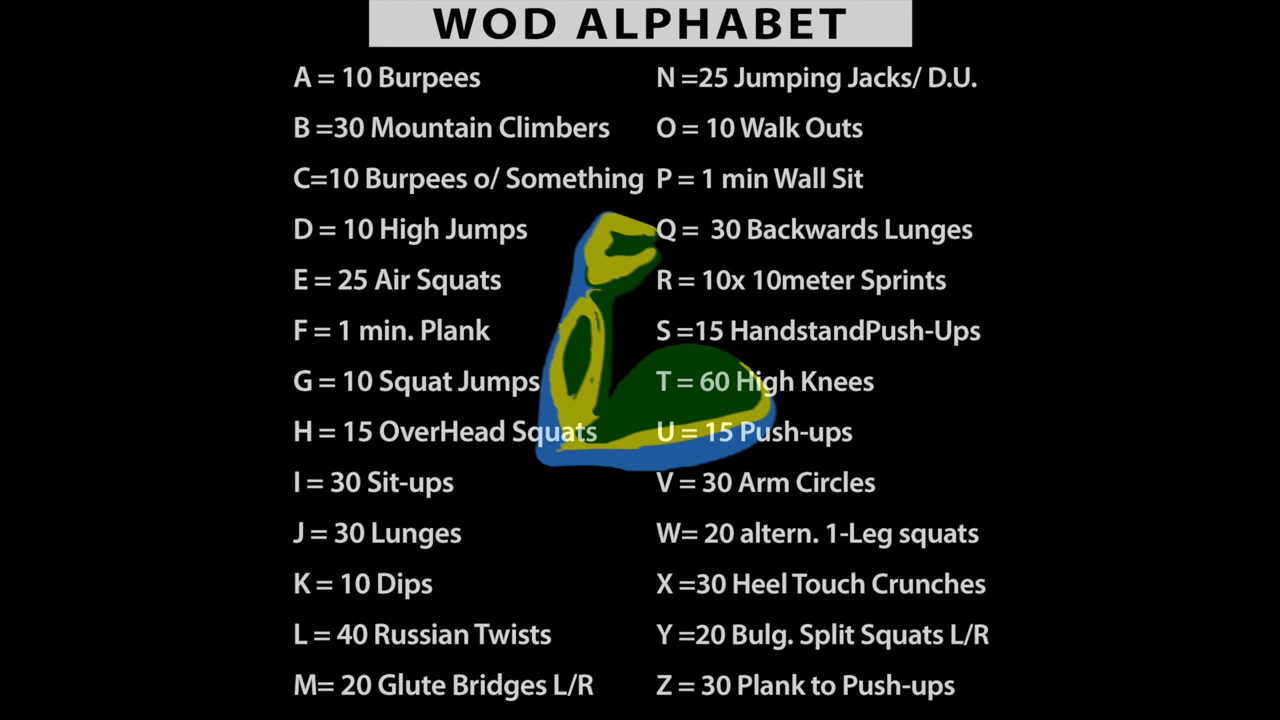 WOD ALPHABET
A = 10 Burpees
B =30 Mountain Climbers
C=10 Burpees o/ Something
D = 10 High Jumps
E = 25 Air Squats
F = 1 min. Plank
G = 10 Squat Jumps
H = 15 OverHead Squats
I = 30 Sit-ups
J = 30 Lunges
K = 10 Dips
L = 40 Russian Twists
M= 20 Glute Bridges L/R
N =25 Jumping Jacks/ D.U.
O = 10 Walk Outs
P = 1 min Wall Sit
Q = 30 Backwards Lunges
R = 10x 10meter Sprints
S =15 HandstandPush-Ups
T = 60 High Knees
U = 15 Push-ups
V = 30 Arm Circles
W= 20 altern. 1-Leg squats
X =30 Heel Touch Crunches
Y =20 Bulg. Split Squats L/R
Z = 30 Plank to Push-ups